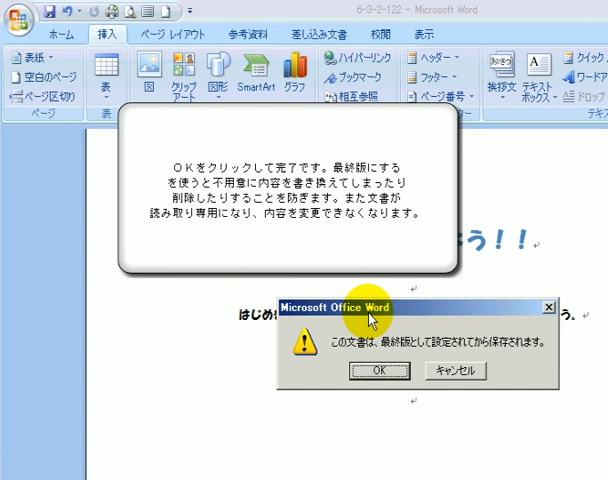 6-3-2-122 - Microsoft Word
ホーム 挿入 ページ レイアウト 参考資料 差し込み文書 校閲 表示
表紙 ハイパーリンク ヘッダー クイック
空白のページ ブックマーク フッター ワードア
ページ区切り 表 図 クリップ アート 図形 SmartArt グラフ 相互参照 ページ番号 挨拶文 テキスト ボックス ドロップ
ページ 表 ター テキス
OKをクリックして完了です。最終版にする
を使うと不用意に内容を書き換えてしまったり
削除したりすることを防ぎます。また文書が
読み取り専用になり、内容を変更できなくなります。
う!!
Microsoft Office Word
はじめ う。
この文書は、最終版として設定されてから保存されます。
OK キャンセル